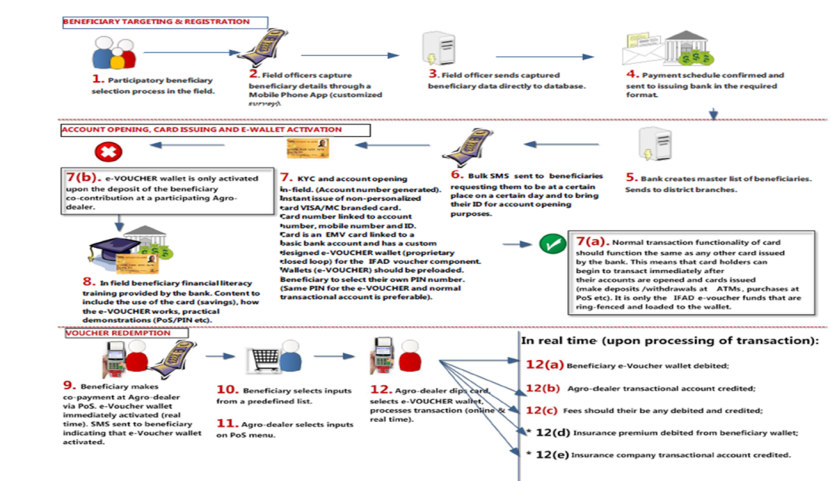 BENEFICIARY TARGETING & REGISTRATION
1. Participatory beneficiary
selection process in the field.
2. Field officers capture
beneficiary details through a
Mobile Phone App (customized
survey).
3. Field officer sends captured
beneficiary data directly to database.
4. Payment schedule confirmed and
sent to issuing bank in the required
format.
ACCOUNT OPENING, CARD ISSUING AND E-WALLET ACTIVATION
5. Bank creates master list of beneficiaries.
Sends to district branches.
6. Bulk SMS sent to beneficiaries
requesting them to be at a certain
place on a certain day and to bring
their ID for account opening
purposes.
7. KYC and account opening
in-field. (Account number generated).
Instant issue of non-personalized
card VISA/MC branded card.
Card number linked to account
number, mobile number and ID.
Card is an EMV card linked to a
basic bank account and has a custom
designed e-VOUCHER wallet (proprietary
closed loop) for the IFAD voucher component.
Wallets (e-VOUCHER) should be preloaded.
Beneficiary to select their own PIN number.
(Same PIN for the e-VOUCHER and normal
transactional account is preferable).
7(a). Normal transaction functionality of card
should function the same as any other card issued
by the bank. This means that card holders can
begin to transact immediately after
their accounts are opened and cards issued
(make deposits /withdrawals at ATMs, purchases at
PoS etc). It is only the IFAD e-voucher funds that are
ring-fenced and loaded to the wallet.
7(b). e-VOUCHER wallet is only activated
upon the deposit of the beneficiary
co-contribution at a participating Agro-
dealer.
8. In field beneficiary financial literacy
training provided by the bank. Content to
include the use of the card (savings), how
the e-VOUCHER works, practical
demonstrations (PoS/PIN etc).
VOUCHER REDEMPTION
9. Beneficiary makes
co-payment at Agro-dealer
via PoS. e-Voucher wallet
immediately activated (real
time). SMS sent to beneficiary
indicating that e-Voucher wallet
activated.
10. Beneficiary selects inputs
from a predefined list.
11. Agro-dealer selects inputs
on PoS menu.
12. Agro-dealer dips card,
selects e-VOUCHER wallet,
processes transaction (online &
real time).
In real time (upon processing of transaction):
12(a) Beneficiary e-Voucher wallet debited;
12(b) Agro-dealer transactional account credited;
12(c) Fees should their be any debited and credited;
* 12(d) Insurance premium debited from beneficiary wallet;
* 12(e) Insurance company transactional account credited.